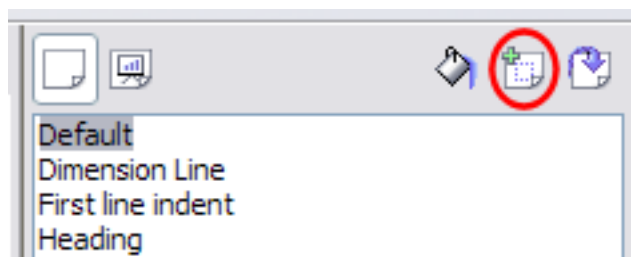 Default
Dimension Line
First line indent
Heading